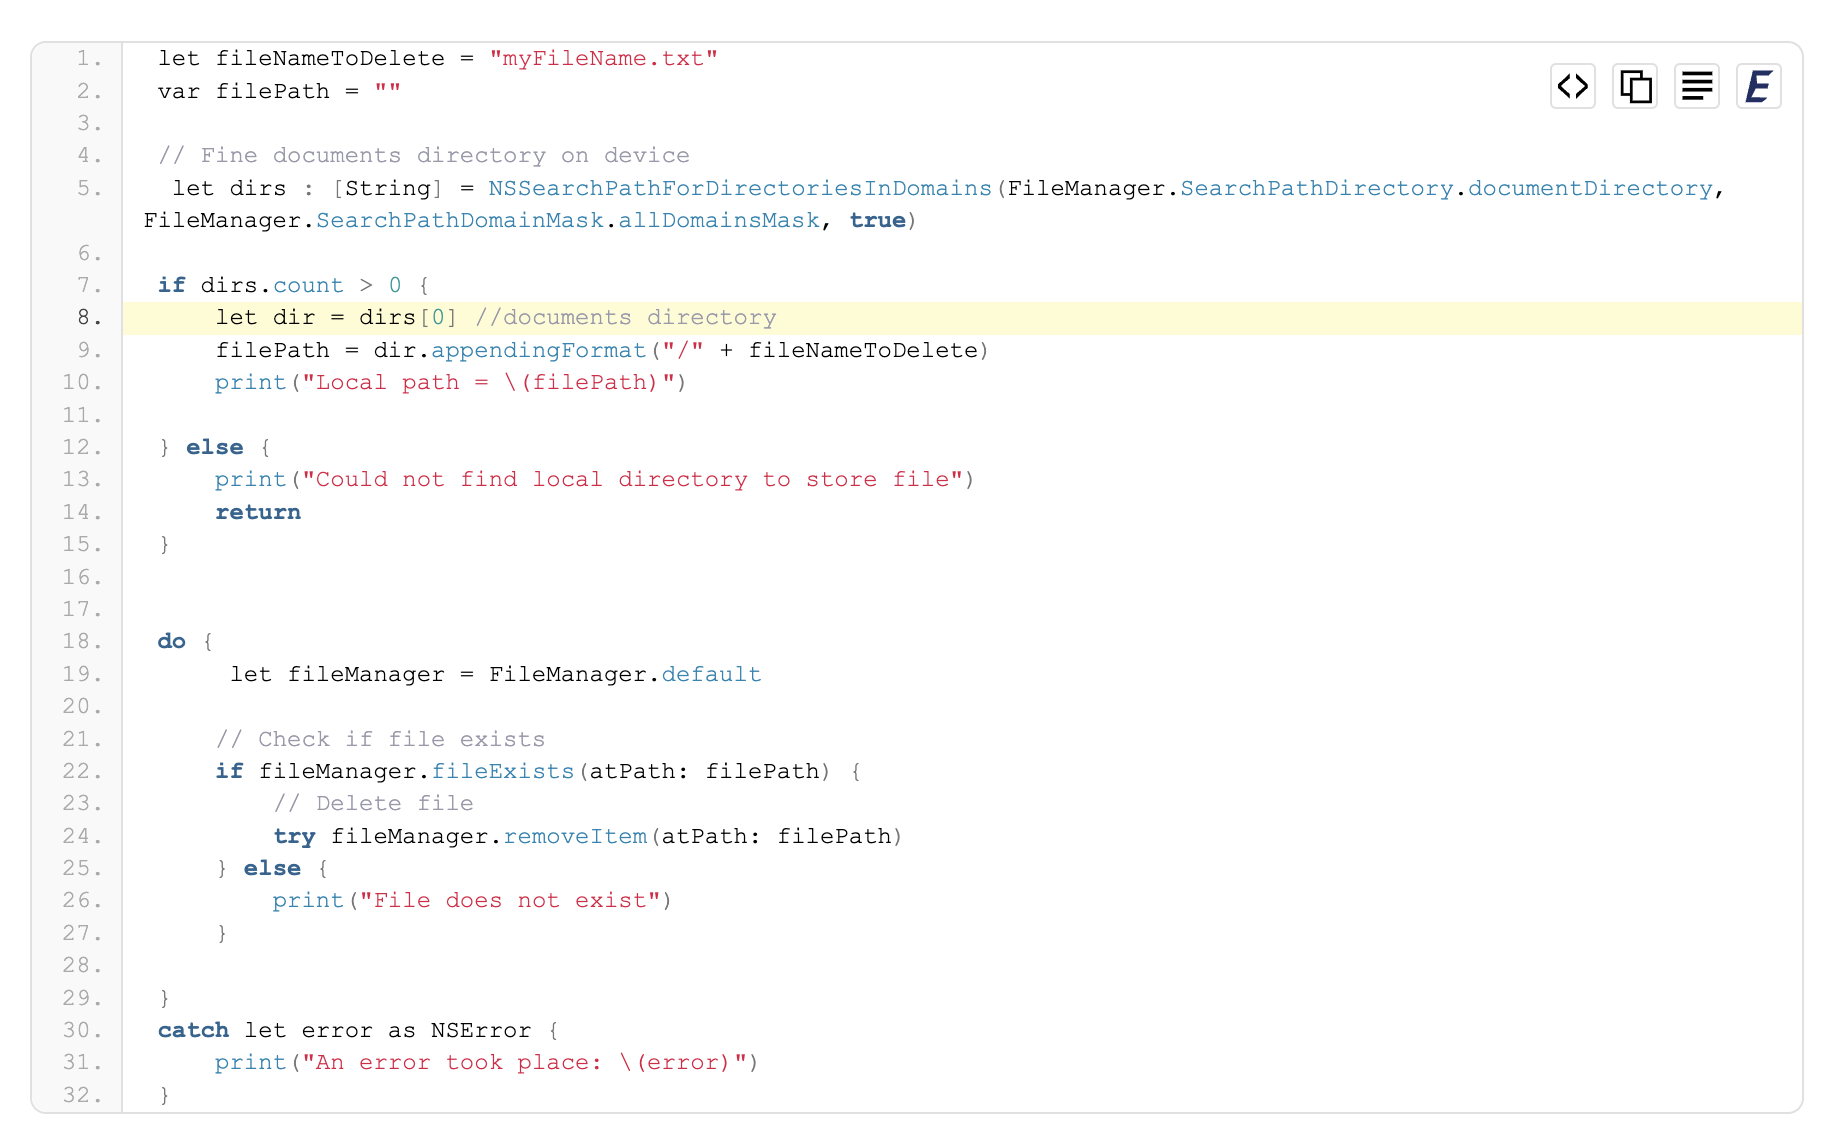 1. let fileNameToDelete = "myFileName.txt"
2. var filePath = ""
3.
4. // Fine documents directory on device
5. let dirs : [String] = NSSearchPathForDirectoriesInDomains(FileManager.SearchPathDirectory.documentDirectory,
FileManager.SearchPathDomainMask.allDomainsMask, true)
6.
7. if dirs.count > 0 {
8. let dir = dirs[0] //documents directory
9. filePath = dir.appendingFormat("/" + fileNameToDelete)
10. print("Local path = \(filePath)")
11.
12. } else {
13. print("Could not find local directory to store file")
14. return
15. }
16.
17.
18. do {
19. let fileManager = FileManager.default
20.
21. // Check if file exists
22. if fileManager.fileExists(atPath: filePath) {
23. // Delete file
24. try fileManager.removeItem(atPath: filePath)
25. } else {
26. print("File does not exist")
27. }
28.
29. }
30. catch let error as NSError {
31. print("An error took place: \(error)")
32. }
<> E